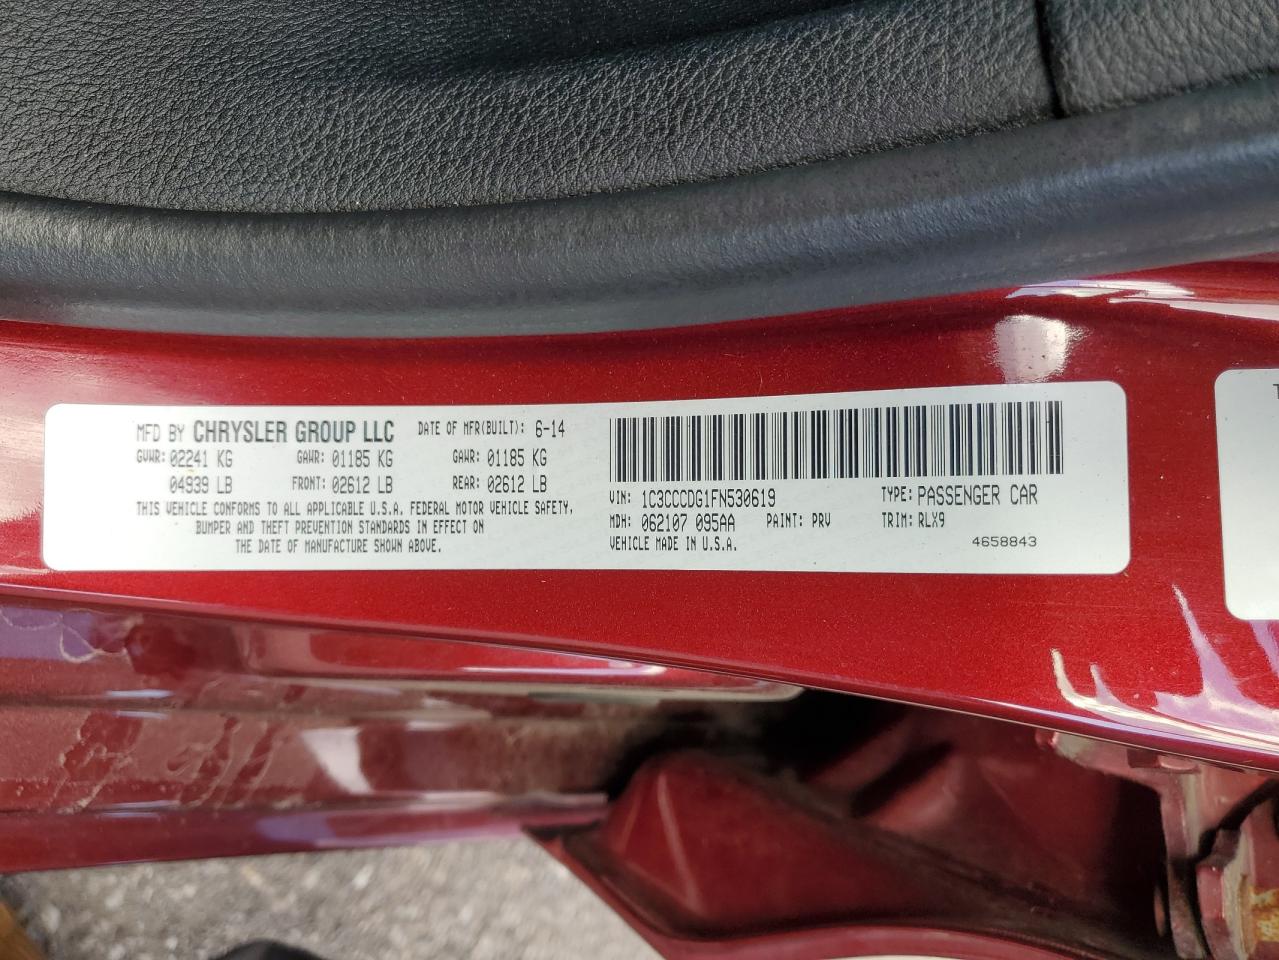 MFD BY CHRYSLER GROUP LLC DATE OF MFR(BUILT): 6-14
GVWR: 02241 KG GAWR: 01185 KG GAWR: 01185 KG
04939 LB FRONT: 02612 LB REAR: 02612 LB
THIS VEHICLE CONFORMS TO ALL APPLICABLE U.S.A. FEDERAL MOTOR VEHICLE SAFETY,
BUMPER AND THEFT PREVENTION STANDARDS IN EFFECT ON
THE DATE OF MANUFACTURE SHOWN ABOVE.
VIN: 1C3CCCDG1FN530619 TYPE: PASSENGER CAR
MDH: 062107 095AA PAINT: PRV TRIM: RLX9
VEHICLE MADE IN U.S.A. 4658843